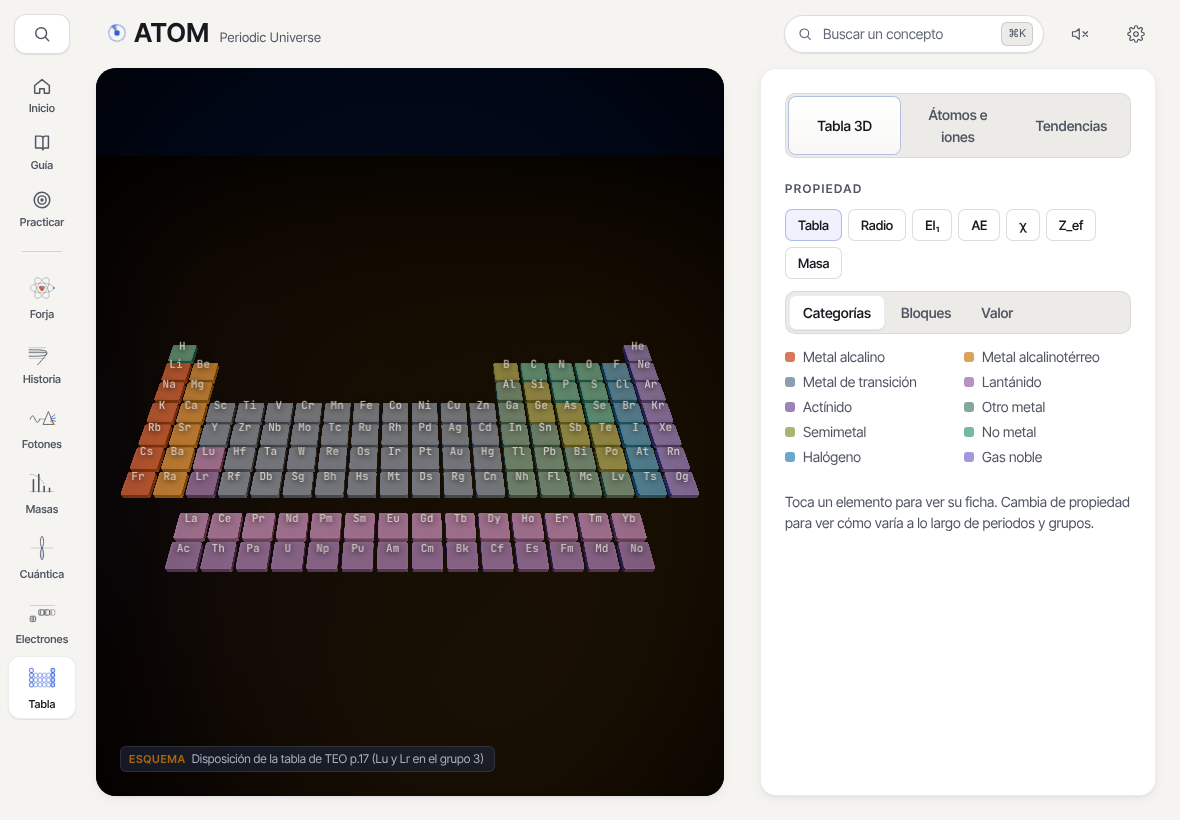 ATOM Periodic Universe
Buscar un concepto ⌘K
Inicio
Guía
Practicar
Forja
Historia
Fotones
Masas
Cuántica
Electrones
Tabla
H He
Li Be B C N O F Ne
Na Mg Al Si P S Cl Ar
K Ca Sc Ti V Cr Mn Fe Co Ni Cu Zn Ga Ge As Se Br Kr
Rb Sr Y Zr Nb Mo Tc Ru Rh Pd Ag Cd In Sn Sb Te I Xe
Cs Ba Lu Hf Ta W Re Os Ir Pt Au Hg Tl Pb Bi Po At Rn
Fr Ra Lr Rf Db Sg Bh Hs Mt Ds Rg Cn Nh Fl Mc Lv Ts Og
La Ce Pr Nd Pm Sm Eu Gd Tb Dy Ho Er Tm Yb
Ac Th Pa U Np Pu Am Cm Bk Cf Es Fm Md No
ESQUEMA Disposición de la tabla de TEO p.17 (Lu y Lr en el grupo 3)
Tabla 3D
Átomos e
iones
Tendencias
PROPIEDAD
Tabla Radio EI₁ AE χ Z_ef
Masa
Categorías Bloques Valor
Metal alcalino Metal alcalinotérreo
Metal de transición Lantánido
Actínido Otro metal
Semimetal No metal
Halógeno Gas noble
Toca un elemento para ver su ficha. Cambia de propiedad
para ver cómo varía a lo largo de periodos y grupos.